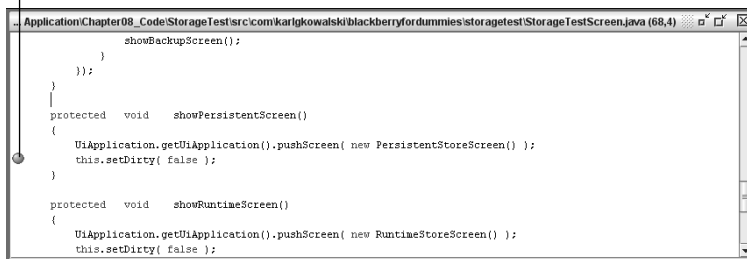 ... Application\Chapter08_Code\StorageTest\src\com\karlgkowalski\blackberryfordummies\storagetest\StorageTestScreen.java (68,4)
showBackupScreen();
}
});
}
protected void showPersistentScreen()
{
UiApplication.getUiApplication().pushScreen( new PersistentStoreScreen() );
this.setDirty( false );
}
protected void showRuntimeScreen()
{
UiApplication.getUiApplication().pushScreen( new RuntimeStoreScreen() );
this.setDirty( false );